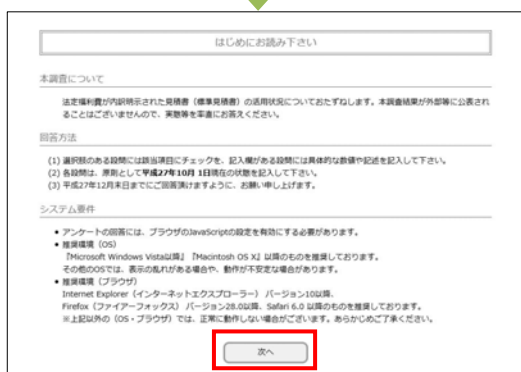 はじめにお読み下さい
本調査について
法定福利費が内訳明示された見積書（標準見積書）の活用状況についておたずねします。本調査結果が外部等に公表され
ることはございませんので、実態等を率直にお答えください。
回答方法
(1) 選択肢のある設問には該当項目にチェックを、記入欄がある設問には具体的な数値や記述を記入して下さい。
(2) 各設問は、原則として平成27年10月 1日現在の状態を記入して下さい。
(3) 平成27年12月末日までにご回答頂けますように、お願い申し上げます。
システム要件
● アンケートの回答には、ブラウザのJavaScriptの設定を有効にする必要があります。
● 推奨環境（OS）
『Microsoft Windows Vista以降』『Macintosh OS X』以降のものを推奨しております。
その他のOSでは、表示の乱れがある場合や、動作が不安定な場合があります。
● 推奨環境（ブラウザ）
Internet Explorer（インターネットエクスプローラー） バージョン10以降、
Firefox（ファイアーフォックス） バージョン28.0以降、Safari 6.0 以降のものを推奨しております。
※上記以外の（OS・ブラウザ）では、正常に動作しない場合がございます。あらかじめご了承ください。
次へ